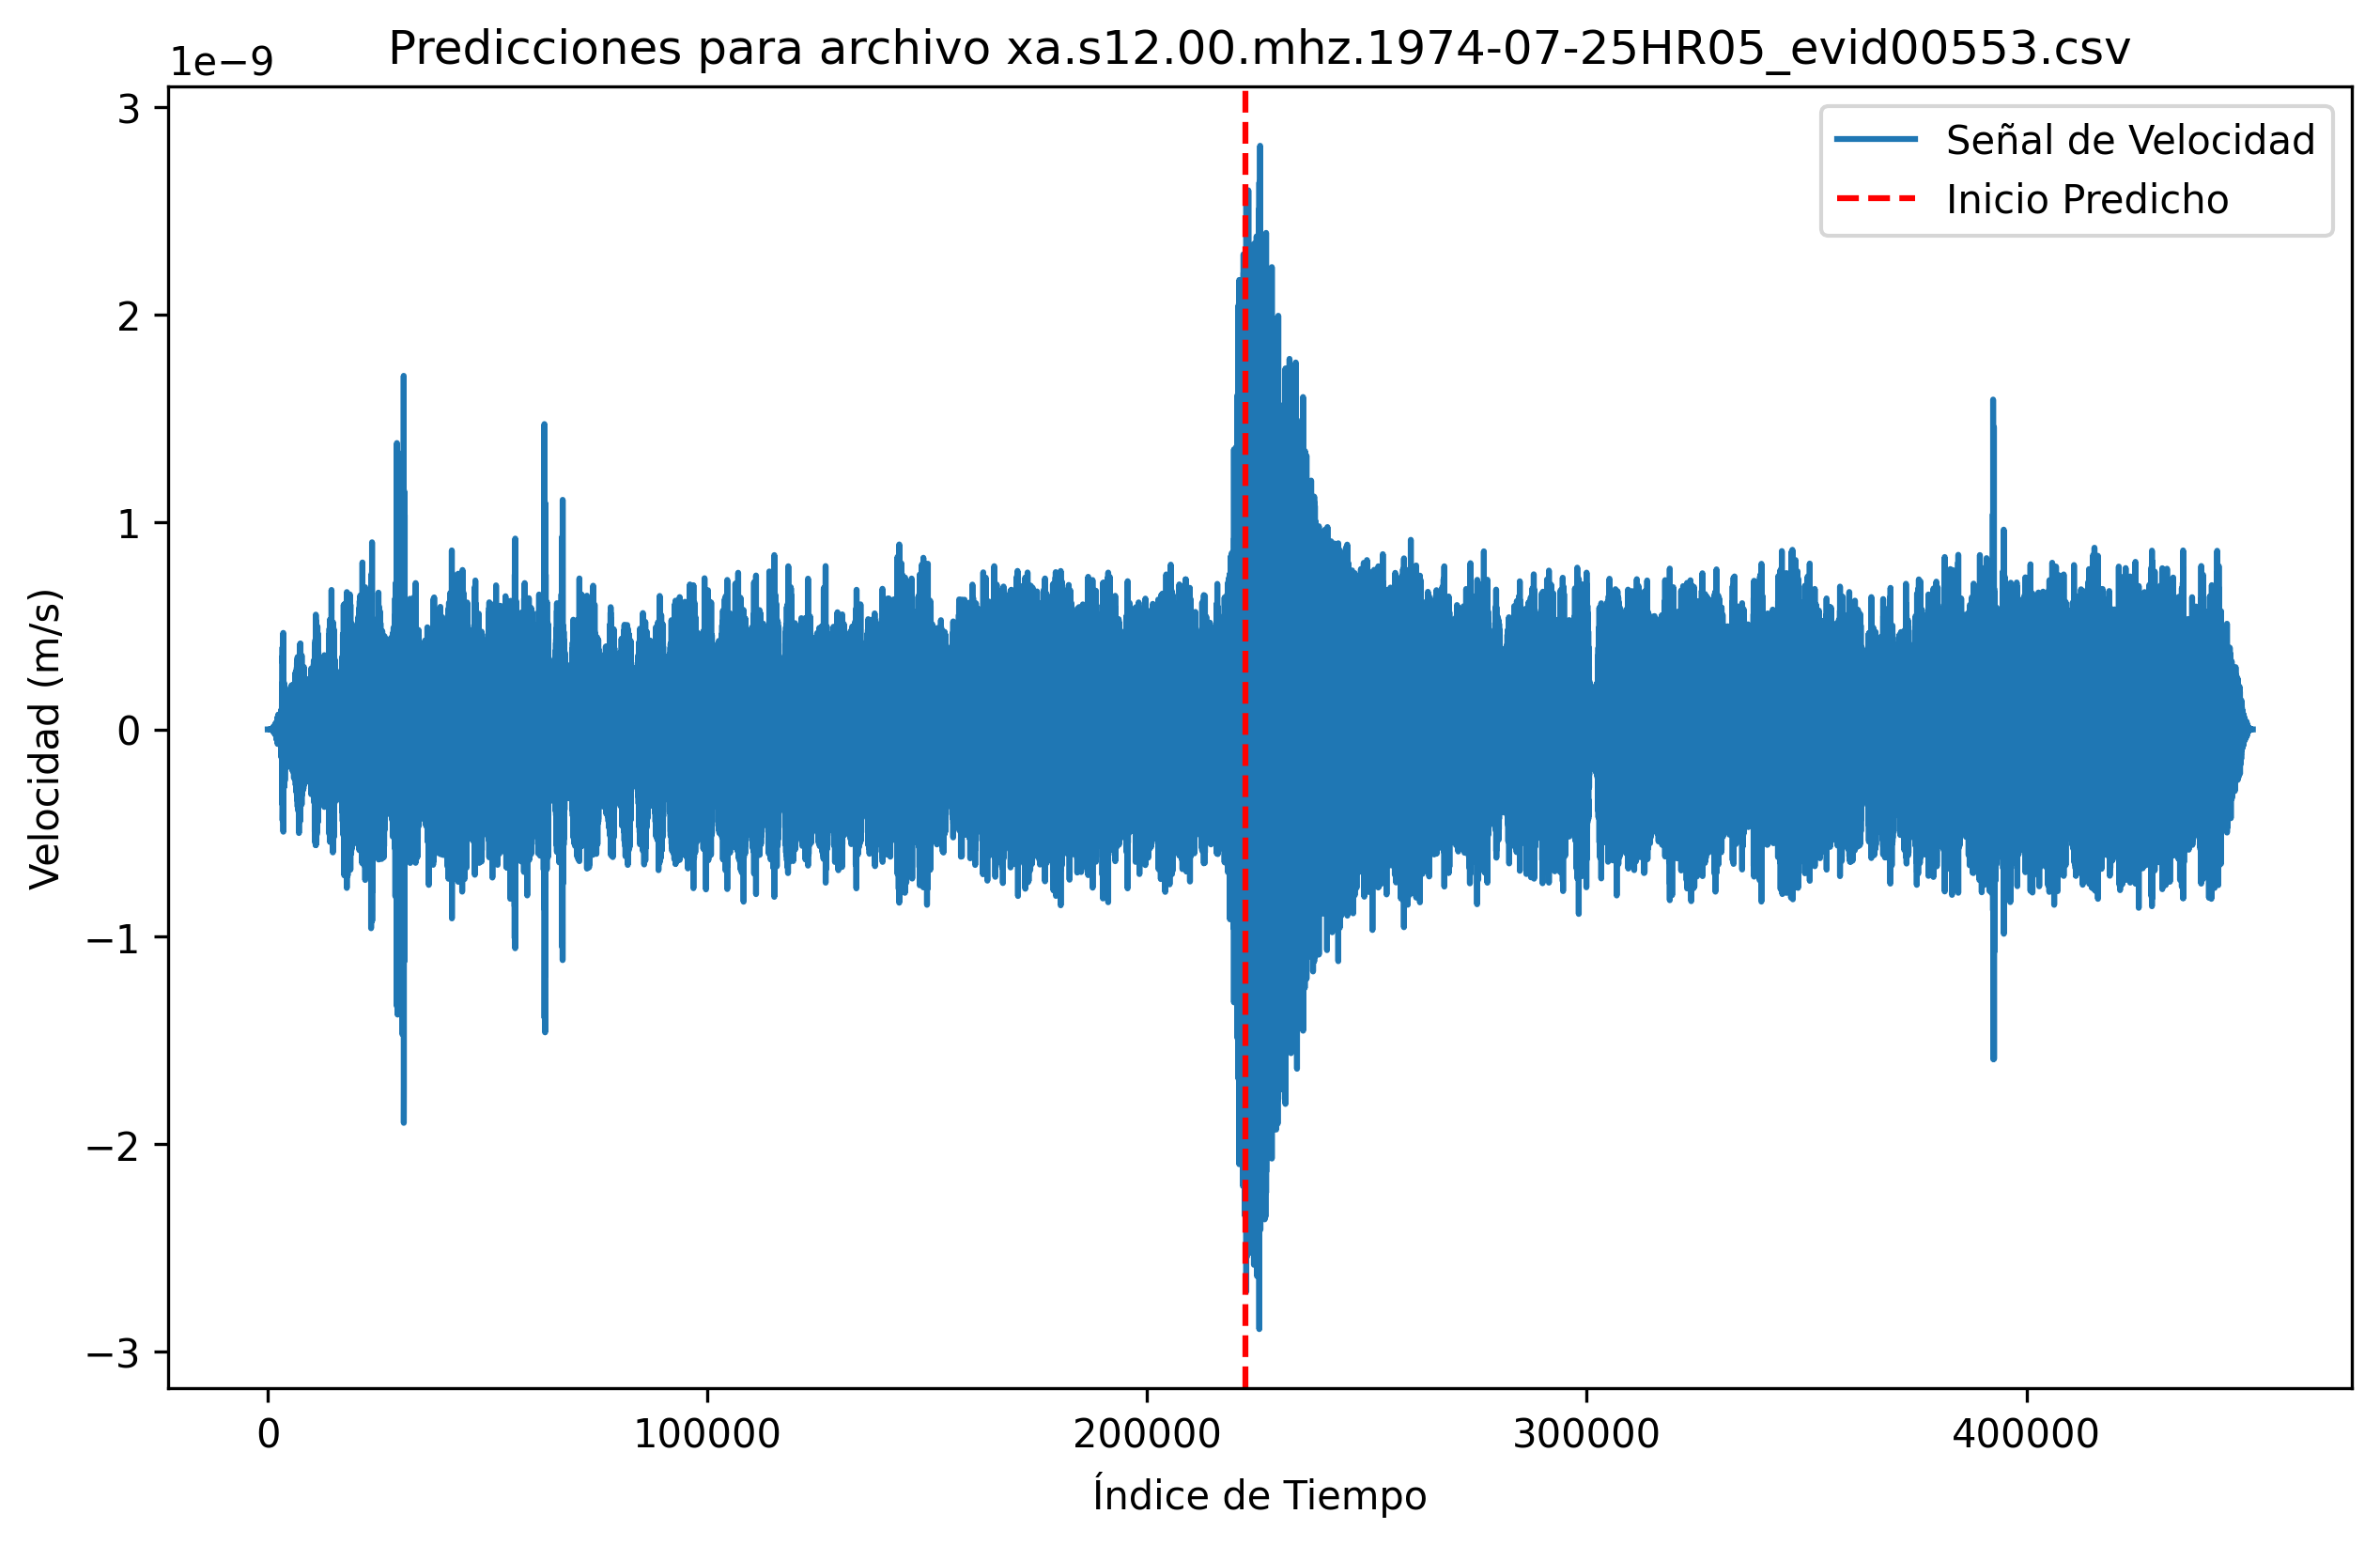 Predicciones para archivo xa.s12.00.mhz.1974-07-25HR05_evid00553.csv
1e−9
Señal de Velocidad
Inicio Predicho
3
2
1
0
−1
−2
−3
Velocidad (m/s)
0 100000 200000 300000 400000
Índice de Tiempo